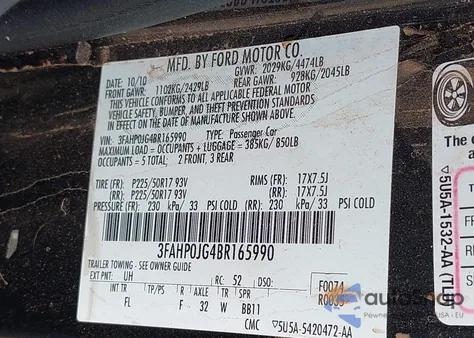 MFD. BY FORD MOTOR CO.
10/10 GVWR: 2029KG/4474LB
FRONT GAWR: 1102KG/2429LB REAR GAWR: 928KG/2045LB
THIS VEHICLE CONFORMS TO ALL APPLICABLE FEDERAL MOTOR
VEHICLE SAFETY, BUMPER, AND THEFT PREVENTION STANDARDS
IN EFFECT ON THE DATE OF MANUFACTURE SHOWN ABOVE
VIN: 3FAHP0JG4BR165990 TYPE: Passenger Car
MAXIMUM LOAD = OCCUPANTS + LUGGAGE = 385KG/850LB
OCCUPANTS = 5 TOTAL: 2 FRONT, 3 REAR
TIRE (FR): P225/50R17 93V RIMS (FR): 17X7.5J
(RR): P225/50R17 93V (RR): 17X7.5J
PRESSURE (FR): 230 kPa/ 33 PSI COLD (RR): 230 kPa/ 33 PSI COLD
3FAHP0JG4BR165990
TRAILER TOWING - SEE OWNER GUIDE
EXT PNT: UH RC: 52 DSO: F0074
INT TR TP/PS R AXLE TR SPR R0035
FL F 32 W BB11
CMC 5U5A-5420472-AA
The
5U5A-1532-AA